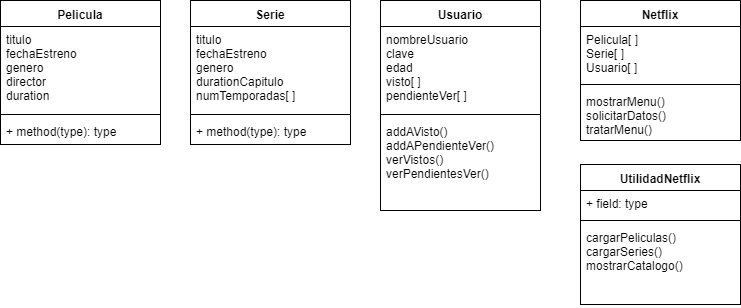 Pelicula
titulo
fechaEstreno
genero
director
duration
+ method(type): type
Serie
titulo
fechaEstreno
genero
durationCapitulo
numTemporadas[ ]
+ method(type): type
Usuario
nombreUsuario
clave
edad
visto[ ]
pendienteVer[ ]
addAVisto()
addAPendienteVer()
verVistos()
verPendientesVer()
Netflix
Pelicula[ ]
Serie[ ]
Usuario[ ]
mostrarMenu()
solicitarDatos()
tratarMenu()
UtilidadNetflix
+ field: type
cargarPeliculas()
cargarSeries()
mostrarCatalogo()